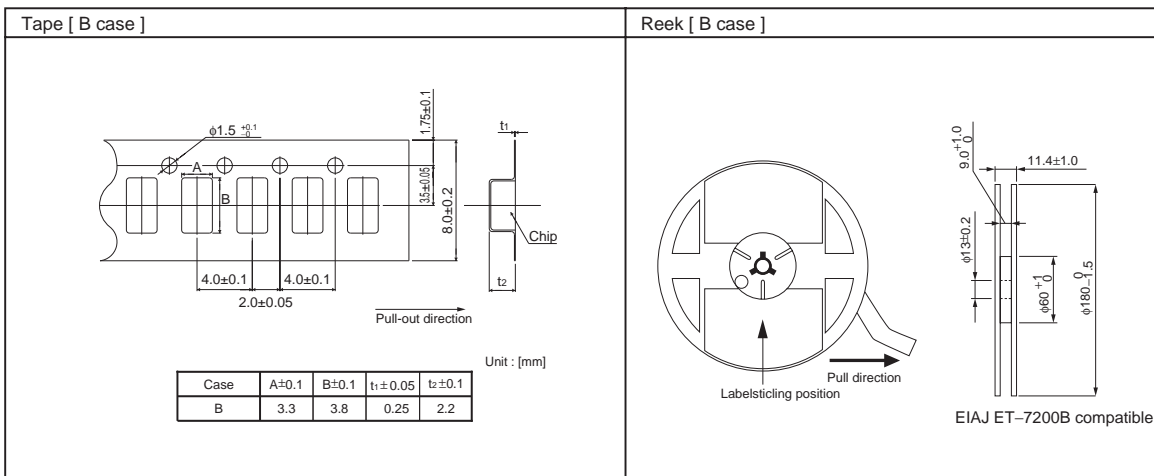 Tape [ B case ]
Reek [ B case ]
φ1.5 +0.1 −0
A
B
1.75±0.1
3.5±0.05
8.0±0.2
4.0±0.1
4.0±0.1
2.0±0.05
Pull-out direction
t1
Chip
t2
Unit : [mm]
Case A±0.1 B±0.1 t1±0.05 t2±0.1
B 3.3 3.8 0.25 2.2
Labelsticling position
Pull direction
9.0 +1.0 0
11.4±1.0
φ13±0.2
φ60 +1 0
φ180 0 −1.5
EIAJ ET–7200B compatible